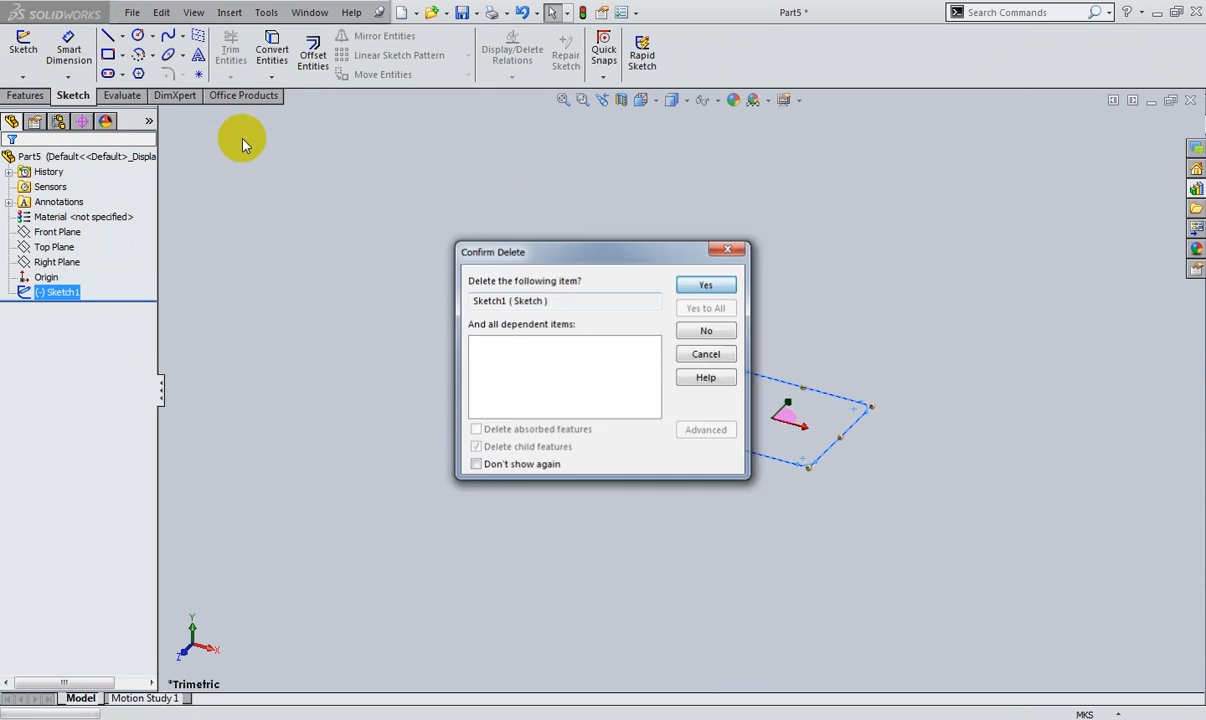 SOLIDWORKS File Edit View Insert Tools Window Help Part5 * Search Commands ?
Sketch Smart Dimension Trim Entities Convert Entities Offset Entities Mirror Entities Linear Sketch Pattern Move Entities Display/Delete Relations Repair Sketch Quick Snaps Rapid Sketch
Features Sketch Evaluate DimXpert Office Products
Part5 (Default<<Default>_Displa
History
Sensors
Annotations
Material <not specified>
Front Plane
Top Plane
Right Plane
Origin
(-) Sketch1
Confirm Delete
Delete the following item?
Yes
Sketch1 ( Sketch )
Yes to All
And all dependent items:
No
Cancel
Help
Delete absorbed features
Advanced
Delete child features
Don't show again
Y
X
Z
*Trimetric
Model Motion Study 1
MKS